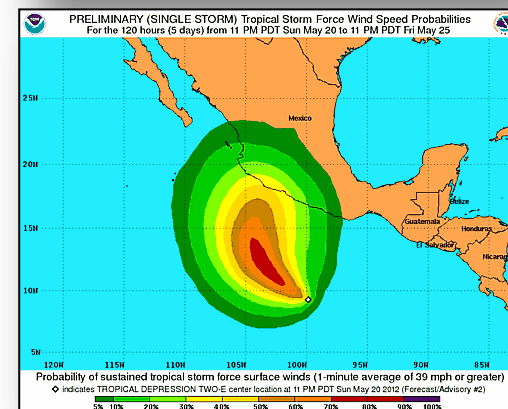 PRELIMINARY (SINGLE STORM) Tropical Storm Force Wind Speed Probabilities
For the 120 hours (5 days) from 11 PM PDT Sun May 20 to 11 PM PDT Fri May 25
25N
Mexico
20N
Belize
15N
Guatemala
Honduras
El Salvador
Nicarag
10N
5N
120W 115W 110W 105W 100W 95W 90W 85W
Probability of sustained tropical storm force surface winds (1-minute average of 39 mph or greater)
indicates TROPICAL DEPRESSION TWO-E center location at 11 PM PDT Sun May 20 2012 (Forecast/Advisory #2)
5% 10% 20% 30% 40% 50% 60% 70% 80% 90% 100%